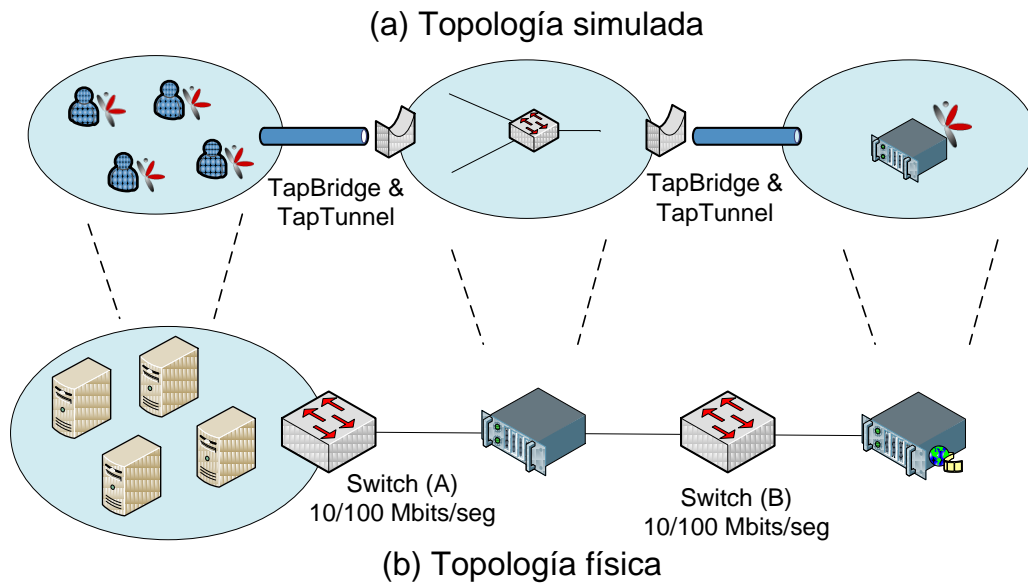 (a) Topología simulada
TapBridge &
TapTunnel
TapBridge &
TapTunnel
Switch (A)
10/100 Mbits/seg
Switch (B)
10/100 Mbits/seg
(b) Topología física